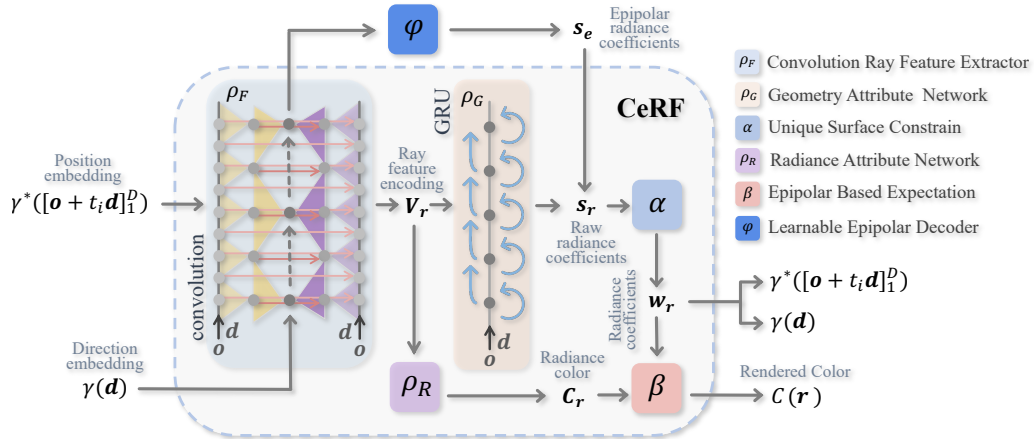 φ
s_e
Epipolar
radiance
coefficients
ρ_F
Convolution Ray Feature Extractor
ρ_G
Geometry Attribute Network
α
Unique Surface Constrain
ρ_R
Radiance Attribute Network
β
Epipolar Based Expectation
φ
Learnable Epipolar Decoder
CeRF
ρ_F
convolution
o
d
o
d
Position
embedding
γ*([o + t_i d]_1^D)
Direction
embedding
γ(d)
Ray
feature
encoding
V_r
GRU
ρ_G
o
d
s_r
Raw radiance
coefficients
α
Radiance
coefficients
w_r
γ*([o + t_i d]_1^D)
γ(d)
ρ_R
Radiance
color
C_r
β
Rendered Color
C(r)